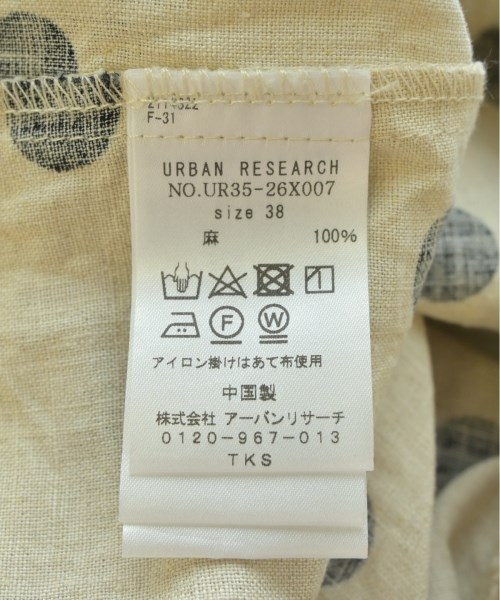 F-31
URBAN RESEARCH
NO.UR35-26X007
size 38
麻 100%
F W
アイロン掛けはあて布使用
中国製
株式会社 アーバンリサーチ
0120-967-013
TKS